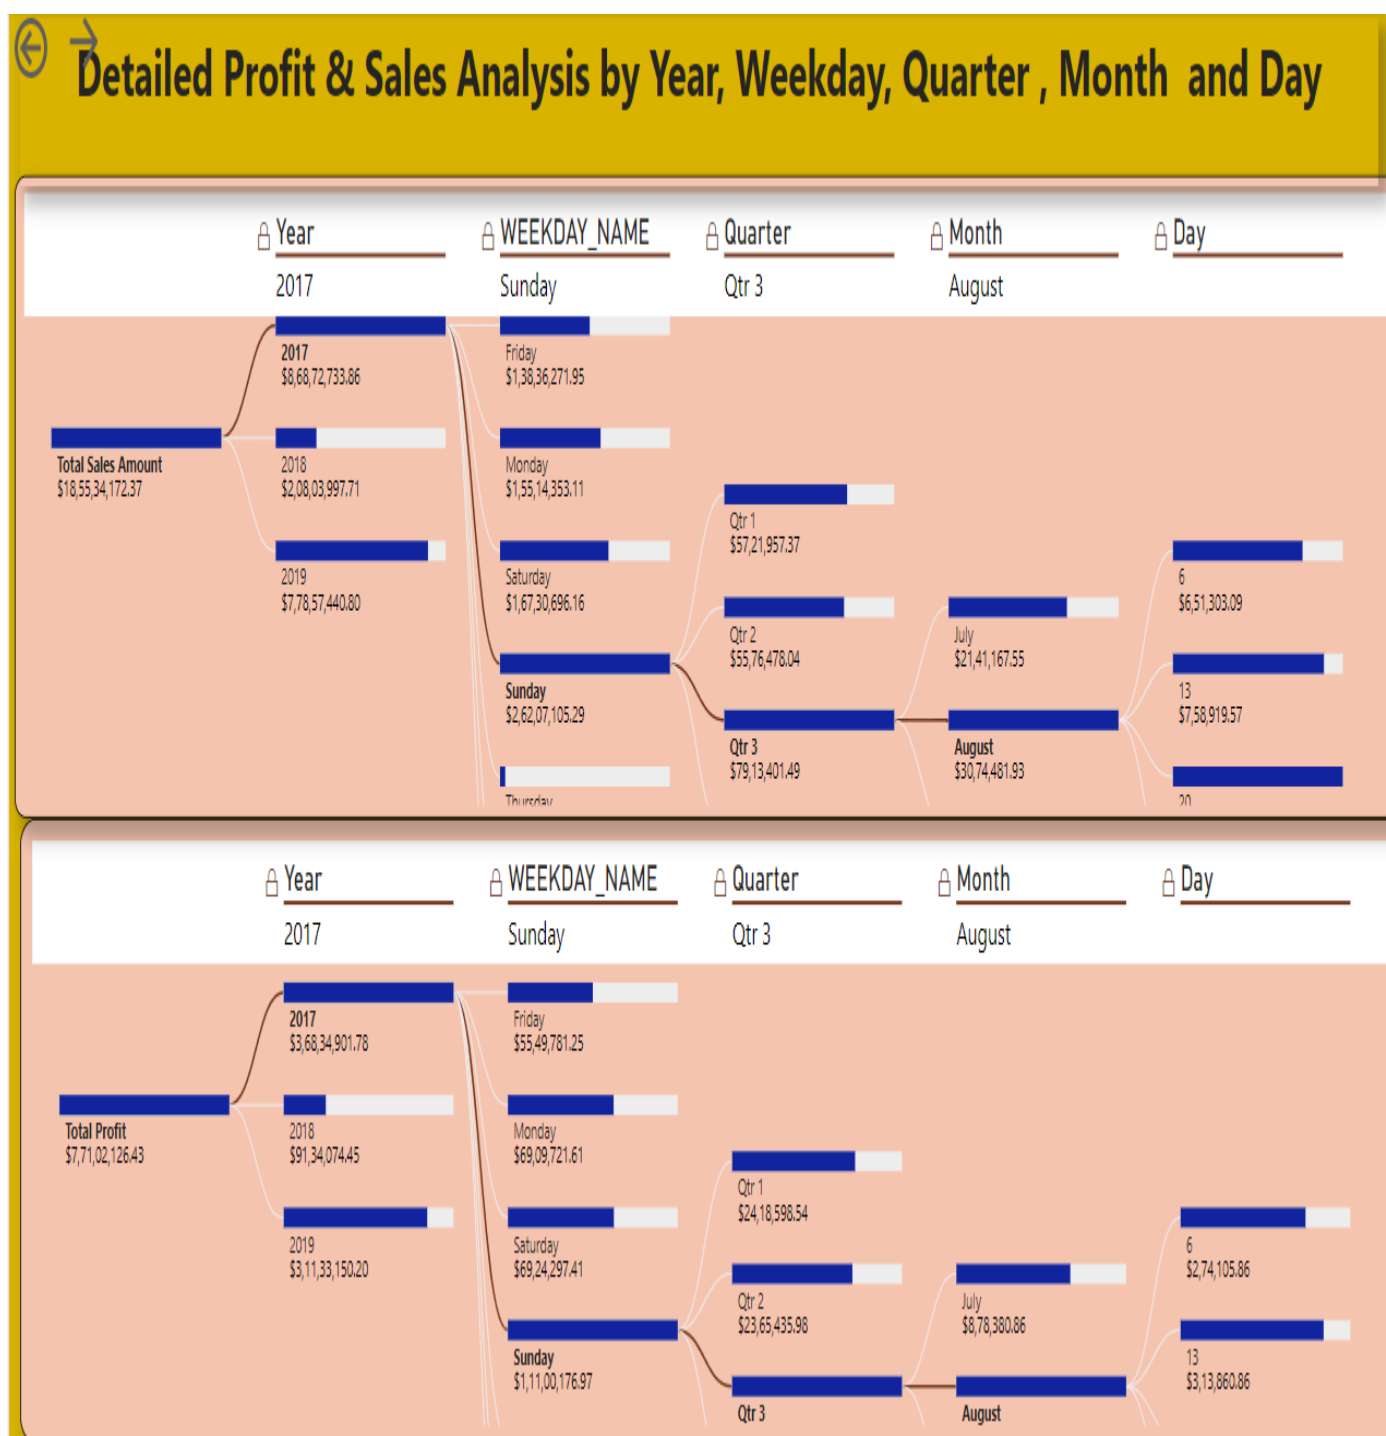 Detailed Profit & Sales Analysis by Year, Weekday, Quarter , Month and Day
Year
WEEKDAY_NAME
Quarter
Month
Day
2017
Sunday
Qtr 3
August
Total Sales Amount
$18,55,34,172.37
2017
$8,68,72,733.86
2018
$2,08,03,997.71
2019
$7,78,57,440.80
Friday
$1,38,36,271.95
Monday
$1,55,14,353.11
Saturday
$1,67,30,696.16
Sunday
$2,62,07,105.29
Thursday
Qtr 1
$57,21,957.37
Qtr 2
$55,76,478.04
Qtr 3
$79,13,401.49
July
$21,41,167.55
August
$30,74,481.93
6
$6,51,303.09
13
$7,58,919.57
20
Year
WEEKDAY_NAME
Quarter
Month
Day
2017
Sunday
Qtr 3
August
Total Profit
$7,71,02,126.43
2017
$3,68,34,901.78
2018
$91,34,074.45
2019
$3,11,33,150.20
Friday
$55,49,781.25
Monday
$69,09,721.61
Saturday
$69,24,297.41
Sunday
$1,11,00,176.97
Qtr 1
$24,18,598.54
Qtr 2
$23,65,435.98
Qtr 3
July
$8,78,380.86
August
6
$2,74,105.86
13
$3,13,860.86